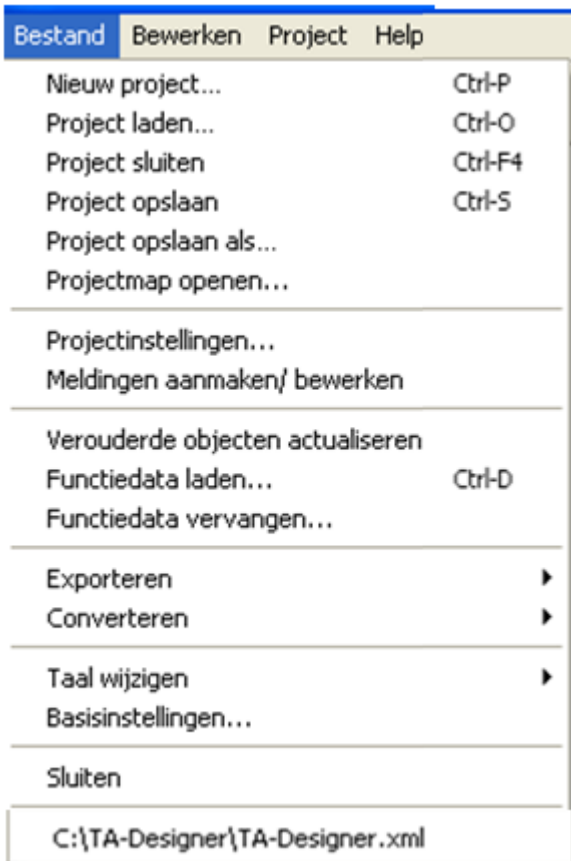 Bestand Bewerken Project Help
Nieuw project... Ctrl-P
Project laden... Ctrl-O
Project sluiten Ctrl-F4
Project opslaan Ctrl-S
Project opslaan als...
Projectmap openen...
Projectinstellingen...
Meldingen aanmaken/ bewerken
Verouderde objecten actualiseren
Functiedata laden... Ctrl-D
Functiedata vervangen...
Exporteren
Converteren
Taal wijzigen
Basisinstellingen...
Sluiten
C:\TA-Designer\TA-Designer.xml